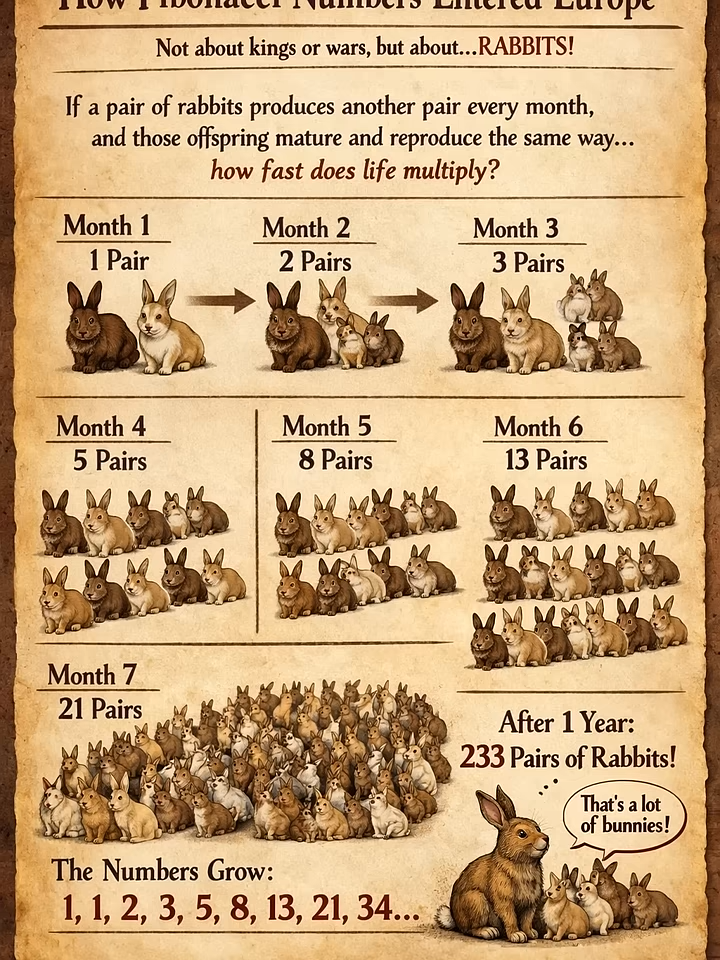 How Fibonacci Numbers Entered Europe
Not about kings or wars, but about...RABBITS!
If a pair of rabbits produces another pair every month,
and those offspring mature and reproduce the same way...
how fast does life multiply?
Month 1
1 Pair
Month 2
2 Pairs
Month 3
3 Pairs
Month 4
5 Pairs
Month 5
8 Pairs
Month 6
13 Pairs
Month 7
21 Pairs
After 1 Year:
233 Pairs of Rabbits!
That's a lot
of bunnies!
The Numbers Grow:
1, 1, 2, 3, 5, 8, 13, 21, 34...